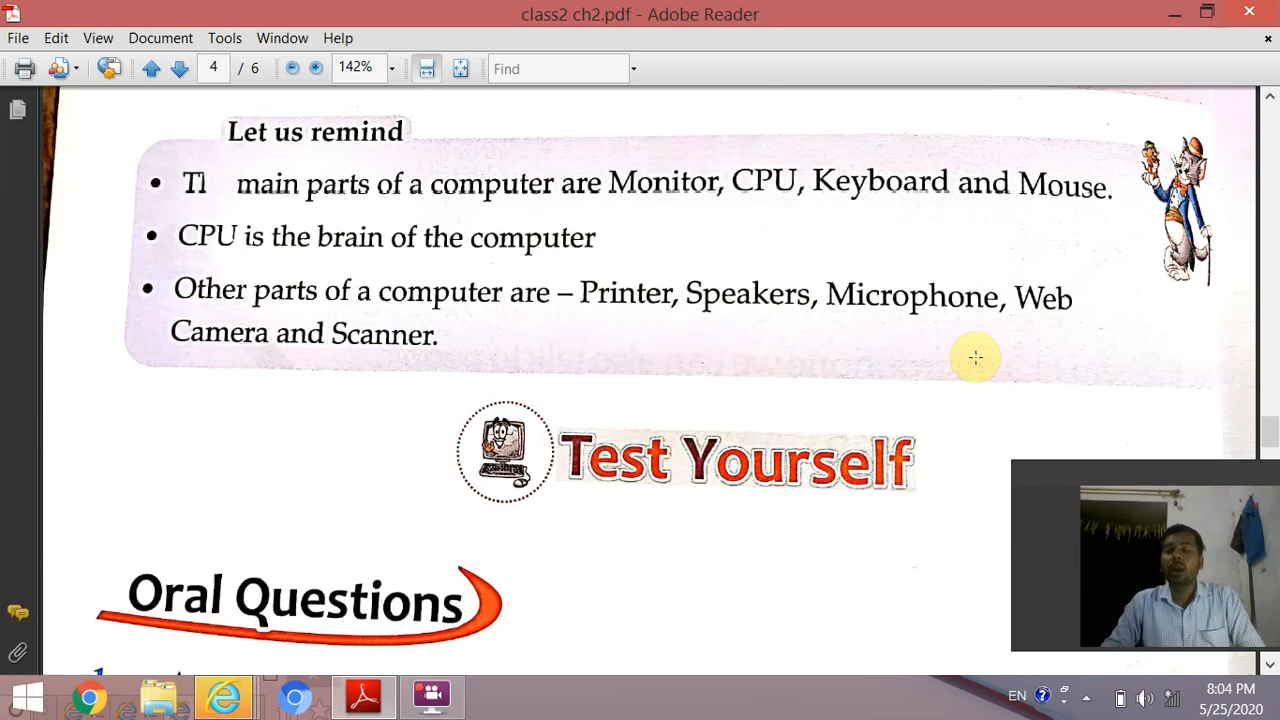 class2 ch2.pdf - Adobe Reader
File Edit View Document Tools Window Help
4 / 6 142% Find
Let us remind
• main parts of a computer are Monitor, CPU, Keyboard and Mouse.
• CPU is the brain of the computer
• Other parts of a computer are – Printer, Speakers, Microphone, Web
Camera and Scanner.
Test Yourself
Oral Questions
EN 8:04 PM
5/25/2020